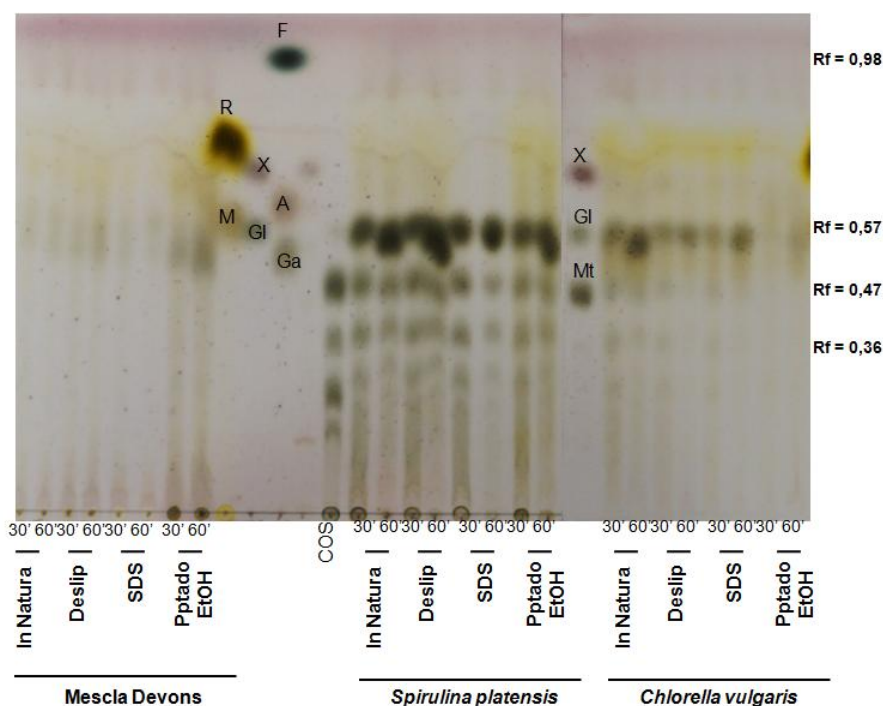 F
Rf = 0,98
R
X
X
M
A
Gl
Gl
Rf = 0,57
Ga
Mt
Rf = 0,47
Rf = 0,36
30’ 60’ 30’ 60’ 30’ 60’ 30’ 60’
COS
30’ 60’ 30’ 60’ 30’ 60’ 30’ 60’
30’ 60’ 30’ 60’ 30’ 60’ 30’ 60’
In Natura
Deslip
SDS
Pptado
EtOH
In Natura
Deslip
SDS
Pptado
EtOH
In Natura
Deslip
SDS
Pptado
EtOH
Mescla Devons
Spirulina platensis
Chlorella vulgaris